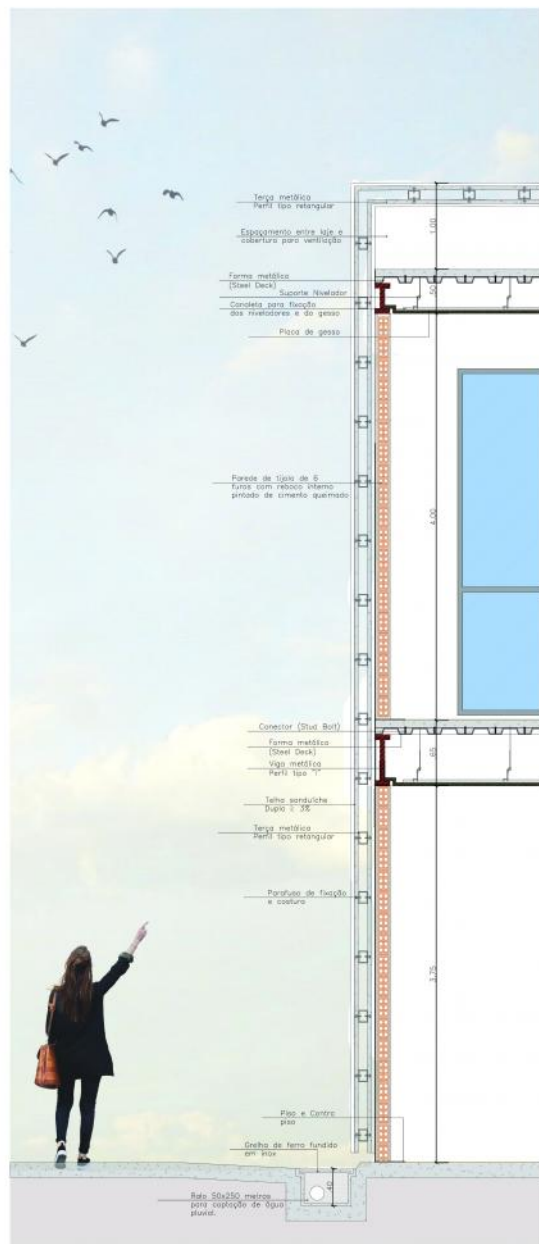 Terça metálica
Perfil tipo retangular
1,00
Espaçamento entre laje e
cobertura para ventilação
Forma metálica
(Steel Deck)
Suporte Nivelador
.50
Canaleta para fixação
dos niveladores e do gesso
Placa de gesso
Parede de tijolo de 6
furos com reboco interno
pintado de cimento queimado
4,00
Conector (Stud Bolt)
Forma metálica
(Steel Deck)
.65
Viga metálica
Perfil tipo "I"
Telha sanduíche
Dupla i: 3%
Terça metálica
Perfil tipo retangular
Parafuso de fixação
e costura
3,75
Piso e Contra
piso
Grelha de ferro fundido
em inox
.40
Ralo 50x250 metros
para captação de água
pluvial.